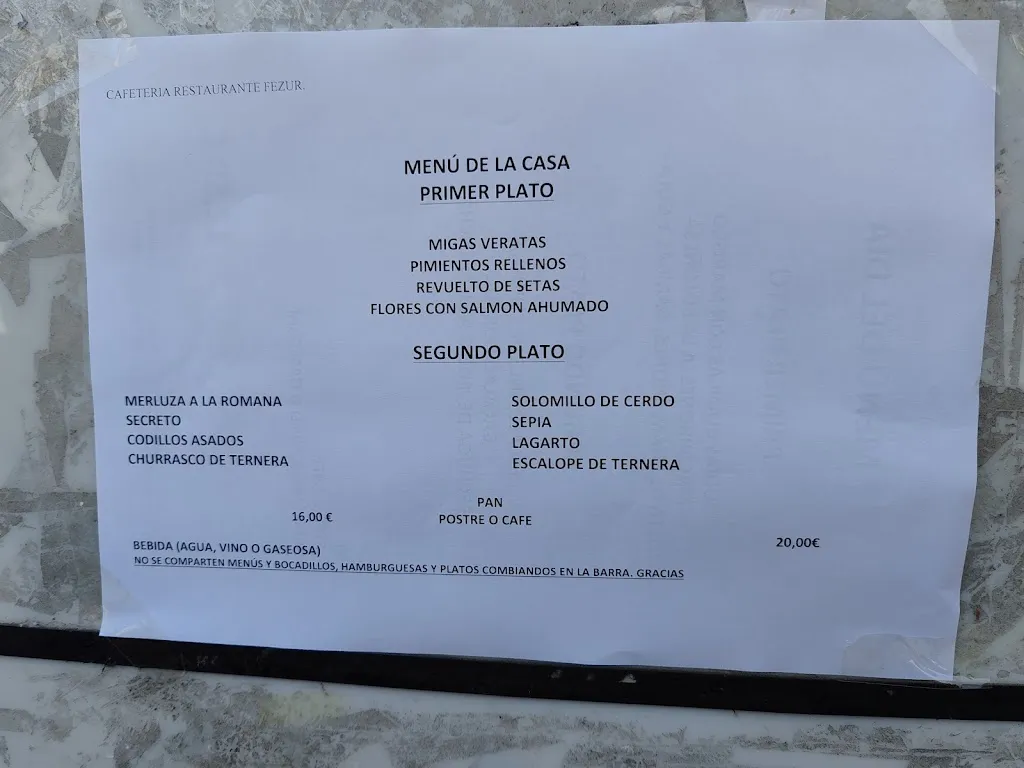 CAFETERIA RESTAURANTE FEZUR.
MENÚ DE LA CASA
PRIMER PLATO
MIGAS VERATAS
PIMIENTOS RELLENOS
REVUELTO DE SETAS
FLORES CON SALMON AHUMADO
SEGUNDO PLATO
MERLUZA A LA ROMANA
SECRETO
CODILLOS ASADOS
CHURRASCO DE TERNERA
SOLOMILLO DE CERDO
SEPIA
LAGARTO
ESCALOPE DE TERNERA
PAN
POSTRE O CAFE
16,00 €
20,00€
BEBIDA (AGUA, VINO O GASEOSA)
NO SE COMPARTEN MENÚS Y BOCADILLOS, HAMBURGUESAS Y PLATOS COMBIANDOS EN LA BARRA. GRACIAS